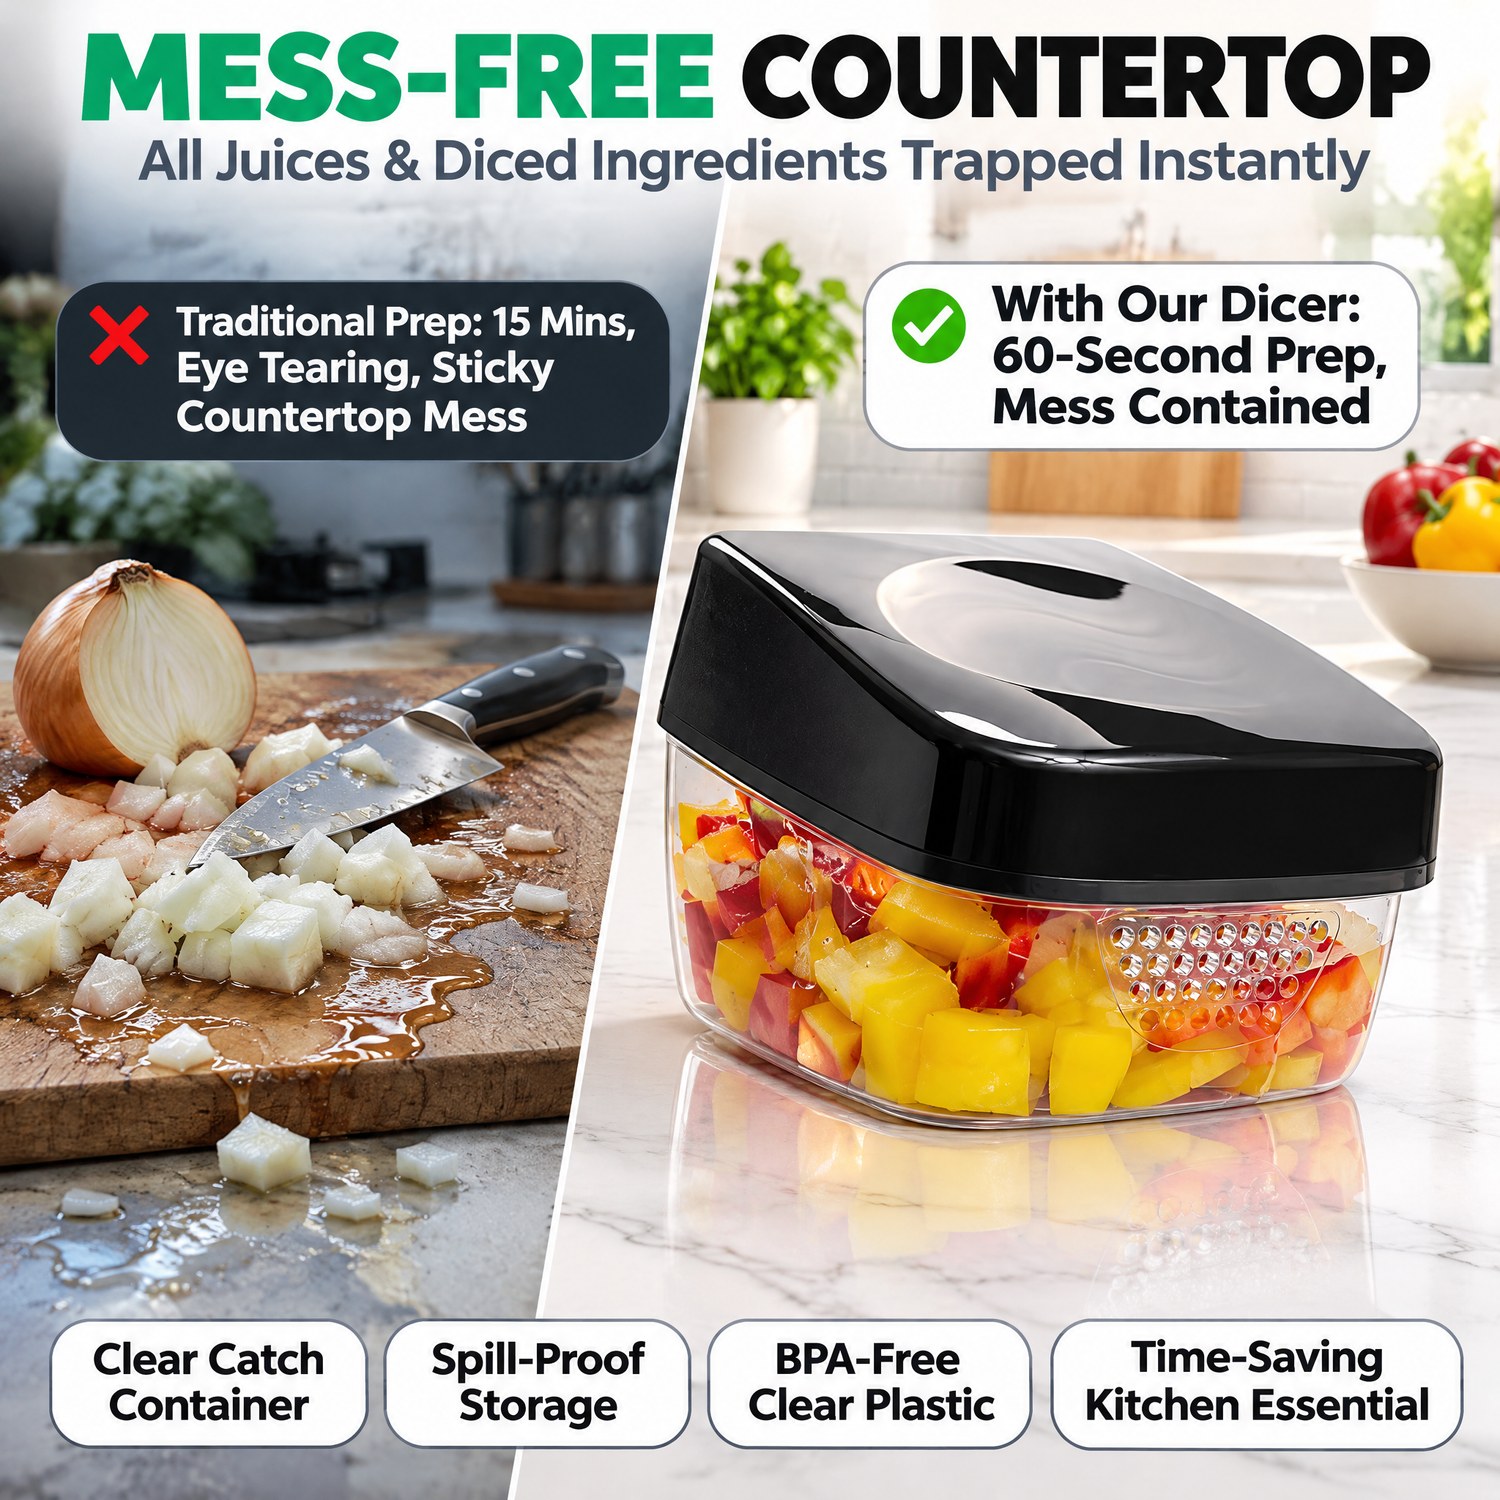 MESS-FREE COUNTERTOP
All Juices & Diced Ingredients Trapped Instantly
Traditional Prep: 15 Mins,
Eye Tearing, Sticky
Countertop Mess
With Our Dicer:
60-Second Prep,
Mess Contained
Clear Catch
Container
Spill-Proof
Storage
BPA-Free
Clear Plastic
Time-Saving
Kitchen Essential